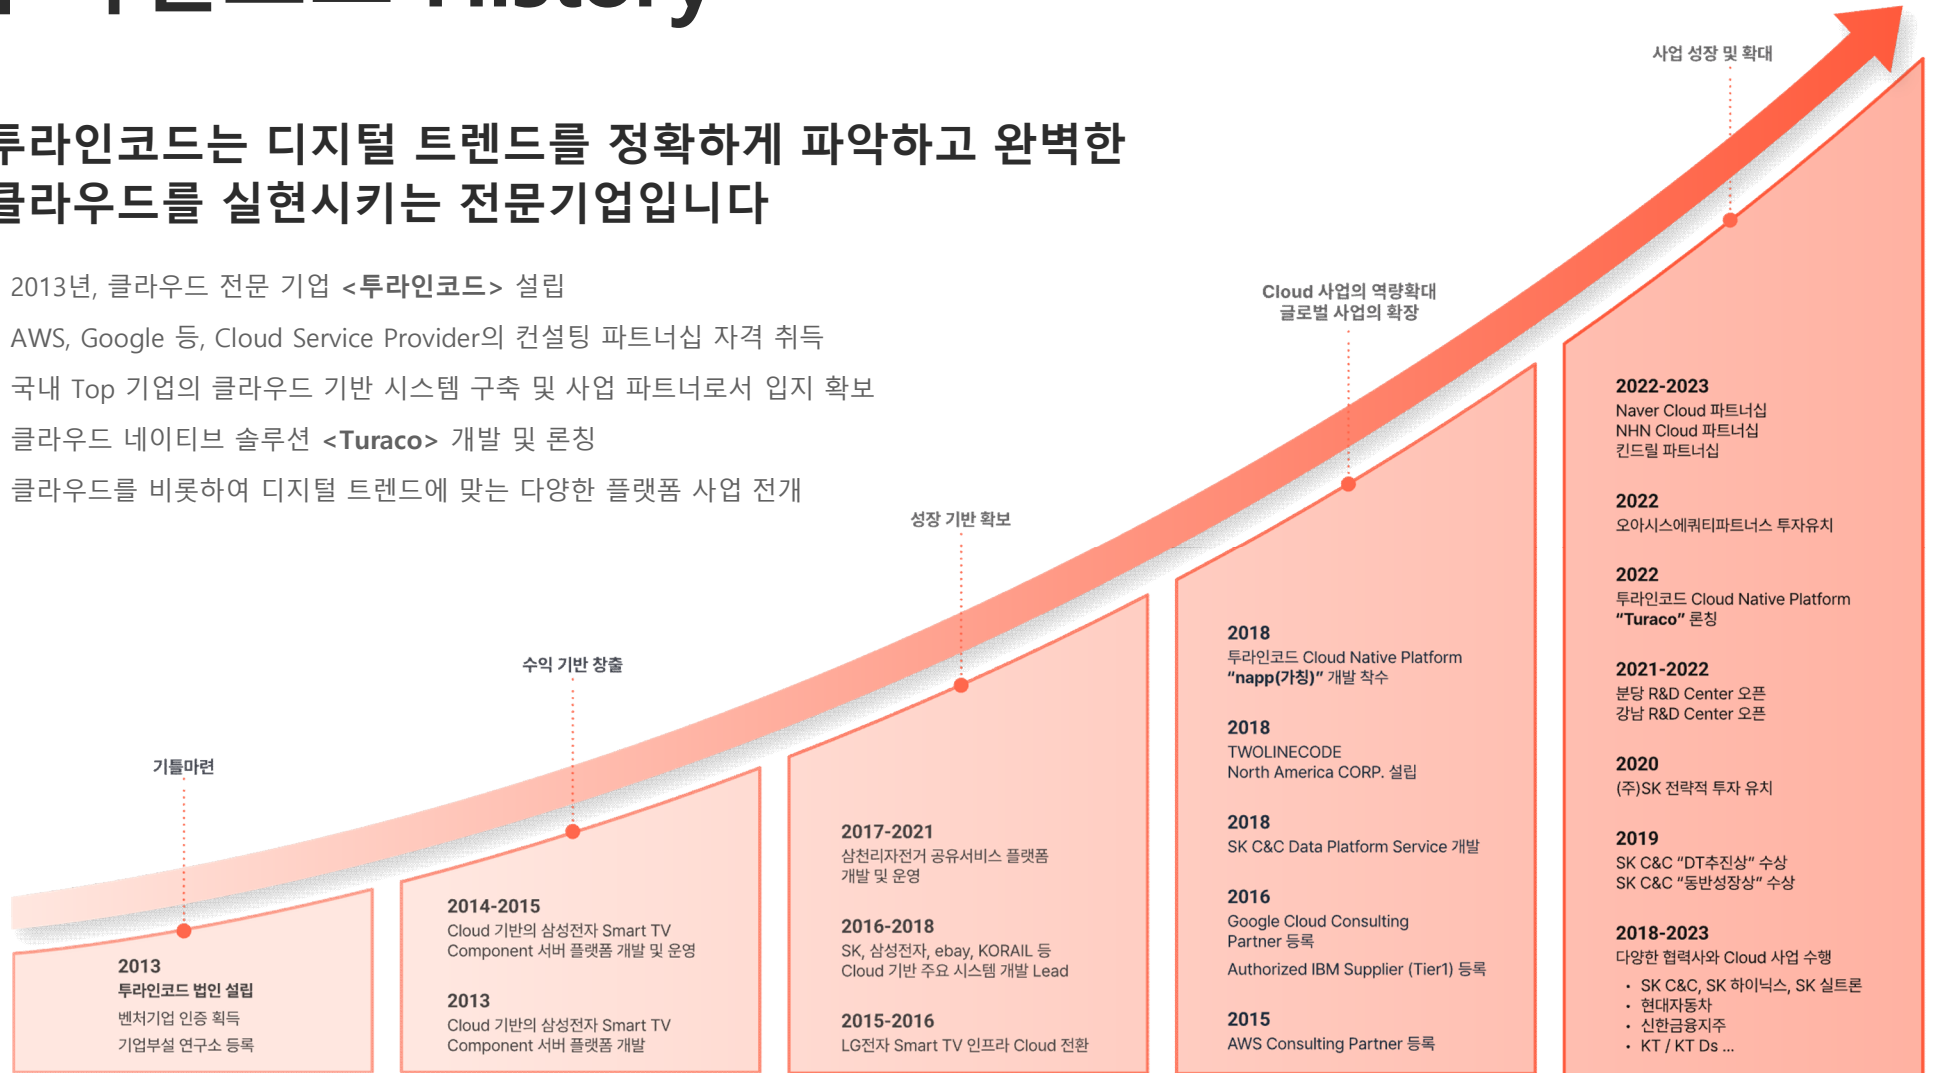 History
투라인코드는 디지털 트렌드를 정확하게 파악하고 완벽한
클라우드를 실현시키는 전문기업입니다
2013년, 클라우드 전문 기업 <투라인코드> 설립
AWS, Google 등, Cloud Service Provider의 컨설팅 파트너십 자격 취득
국내 Top 기업의 클라우드 기반 시스템 구축 및 사업 파트너로서 입지 확보
클라우드 네이티브 솔루션 <Turaco> 개발 및 론칭
클라우드를 비롯하여 디지털 트렌드에 맞는 다양한 플랫폼 사업 전개
기틀마련
2013
투라인코드 법인 설립
벤처기업 인증 획득
기업부설 연구소 등록
수익 기반 창출
2014-2015
Cloud 기반의 삼성전자 Smart TV
Component 서버 플랫폼 개발 및 운영
2013
Cloud 기반의 삼성전자 Smart TV
Component 서버 플랫폼 개발
성장 기반 확보
2017-2021
삼천리자전거 공유서비스 플랫폼
개발 및 운영
2016-2018
SK, 삼성전자, ebay, KORAIL 등
Cloud 기반 주요 시스템 개발 Lead
2015-2016
LG전자 Smart TV 인프라 Cloud 전환
Cloud 사업의 역량확대
글로벌 사업의 확장
2018
투라인코드 Cloud Native Platform
“napp(가칭)” 개발 착수
2018
TWOLINECODE
North America CORP. 설립
2018
SK C&C Data Platform Service 개발
2016
Google Cloud Consulting
Partner 등록
Authorized IBM Supplier (Tier1) 등록
2015
AWS Consulting Partner 등록
사업 성장 및 확대
2022-2023
Naver Cloud 파트너십
NHN Cloud 파트너십
킨드릴 파트너십
2022
오아시스에쿼티파트너스 투자유치
2022
투라인코드 Cloud Native Platform
“Turaco” 론칭
2021-2022
분당 R&D Center 오픈
강남 R&D Center 오픈
2020
(주)SK 전략적 투자 유치
2019
SK C&C “DT추진상” 수상
SK C&C “동반성장상” 수상
2018-2023
다양한 협력사와 Cloud 사업 수행
• SK C&C, SK 하이닉스, SK 실트론
• 현대자동차
• 신한금융지주
• KT / KT Ds ...